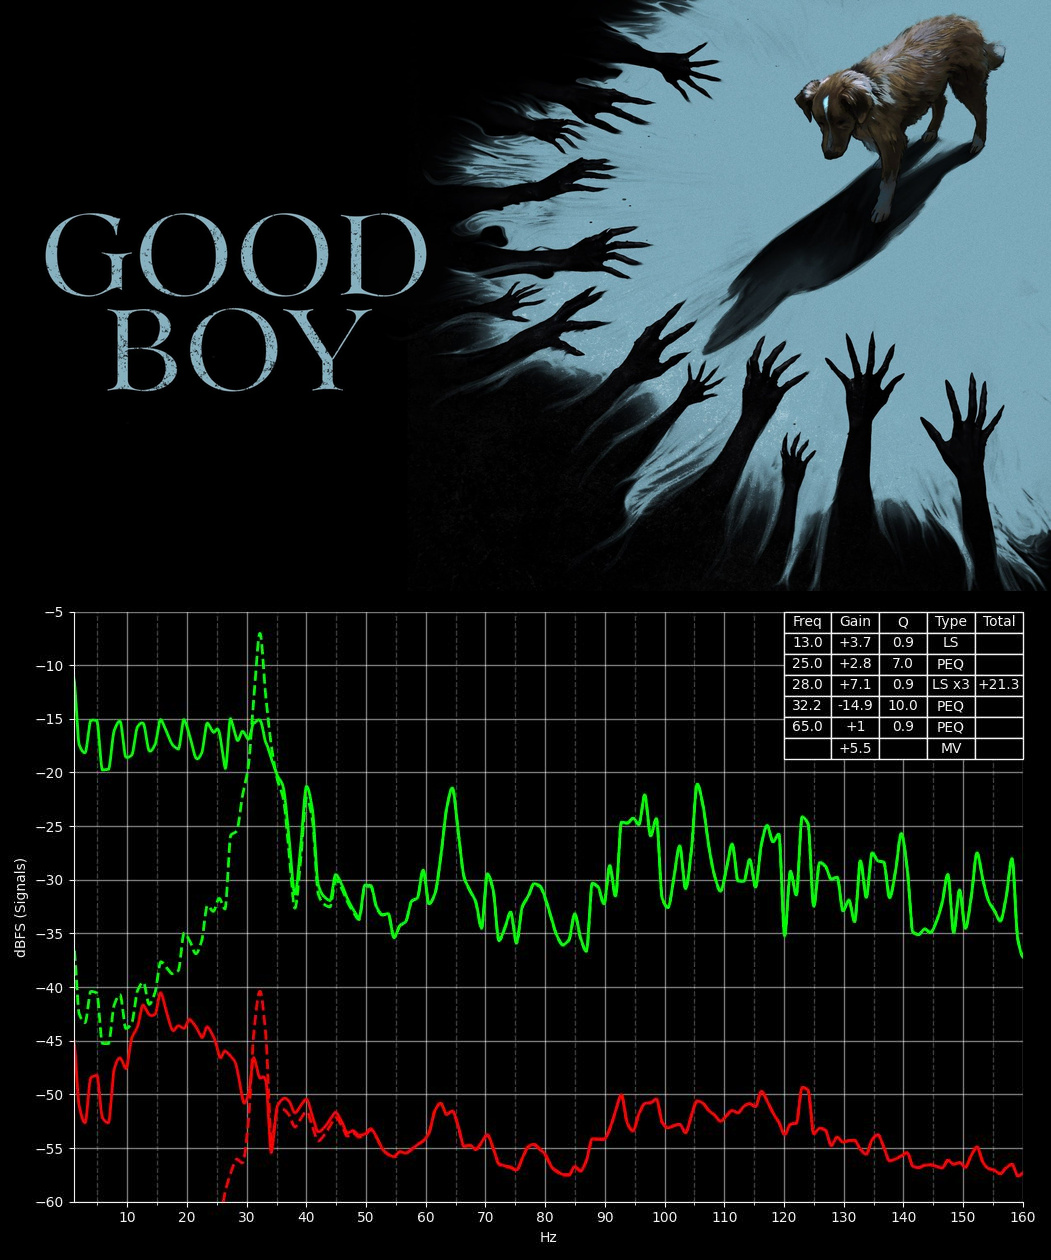 GOOD
BOY
Freq Gain Q Type Total
13.0 +3.7 0.9 LS
25.0 +2.8 7.0 PEQ
28.0 +7.1 0.9 LS x3 +21.3
32.2 -14.9 10.0 PEQ
65.0 +1 0.9 PEQ
+5.5 MV
dBFS (Signals)
−5
−10
−15
−20
−25
−30
−35
−40
−45
−50
−55
−60
10 20 30 40 50 60 70 80 90 100 110 120 130 140 150 160
Hz